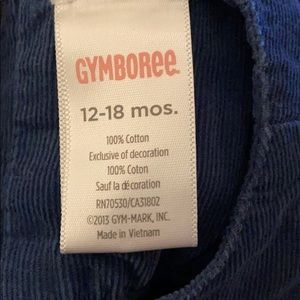 GYMBOREE
12-18 mos.
100% Cotton
Exclusive of decoration
100% Coton
Sauf la décoration
RN70530/CA31802
©2013 GYM-MARK, INC.
Made in Vietnam